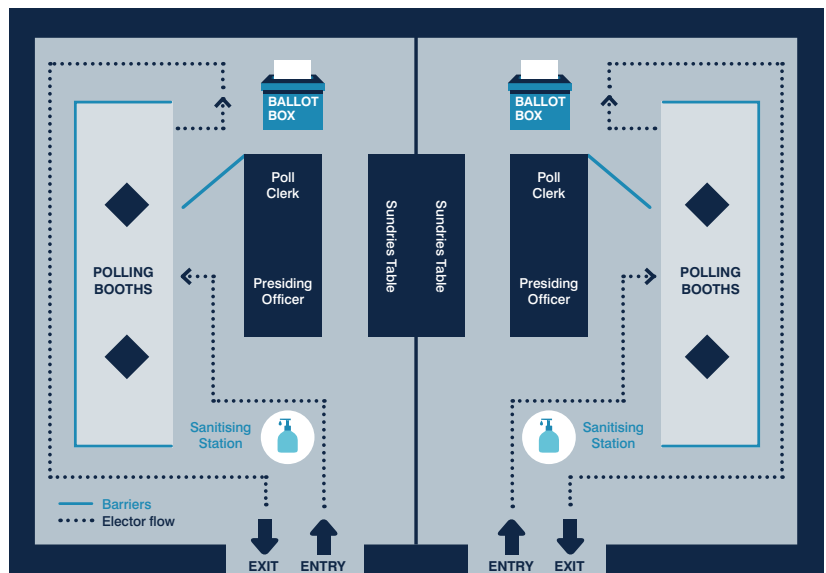 BALLOT
BOX
Poll
Clerk
Sundries Table
Presiding
Officer
POLLING
BOOTHS
Sanitising
Station
Barriers
Elector flow
EXIT
ENTRY
BALLOT
BOX
Poll
Clerk
Sundries Table
Presiding
Officer
POLLING
BOOTHS
Sanitising
Station
ENTRY
EXIT